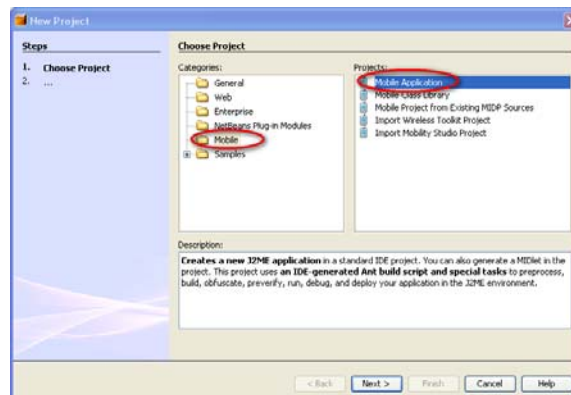 New Project
Steps
1. Choose Project
2. ...
Choose Project
Categories:
General
Web
Enterprise
NetBeans Plug-in Modules
Mobile
Samples
Projects:
Mobile Application
Mobile Class Library
Mobile Project from Existing MIDP Sources
Import Wireless Toolkit Project
Import Mobility Studio Project
Description:
Creates a new J2ME application in a standard IDE project. You can also generate a MIDlet in the
project. This project uses an IDE-generated Ant build script and special tasks to preprocess,
build, obfuscate, preverify, run, debug, and deploy your application in the J2ME environment.
< Back
Next >
Finish
Cancel
Help